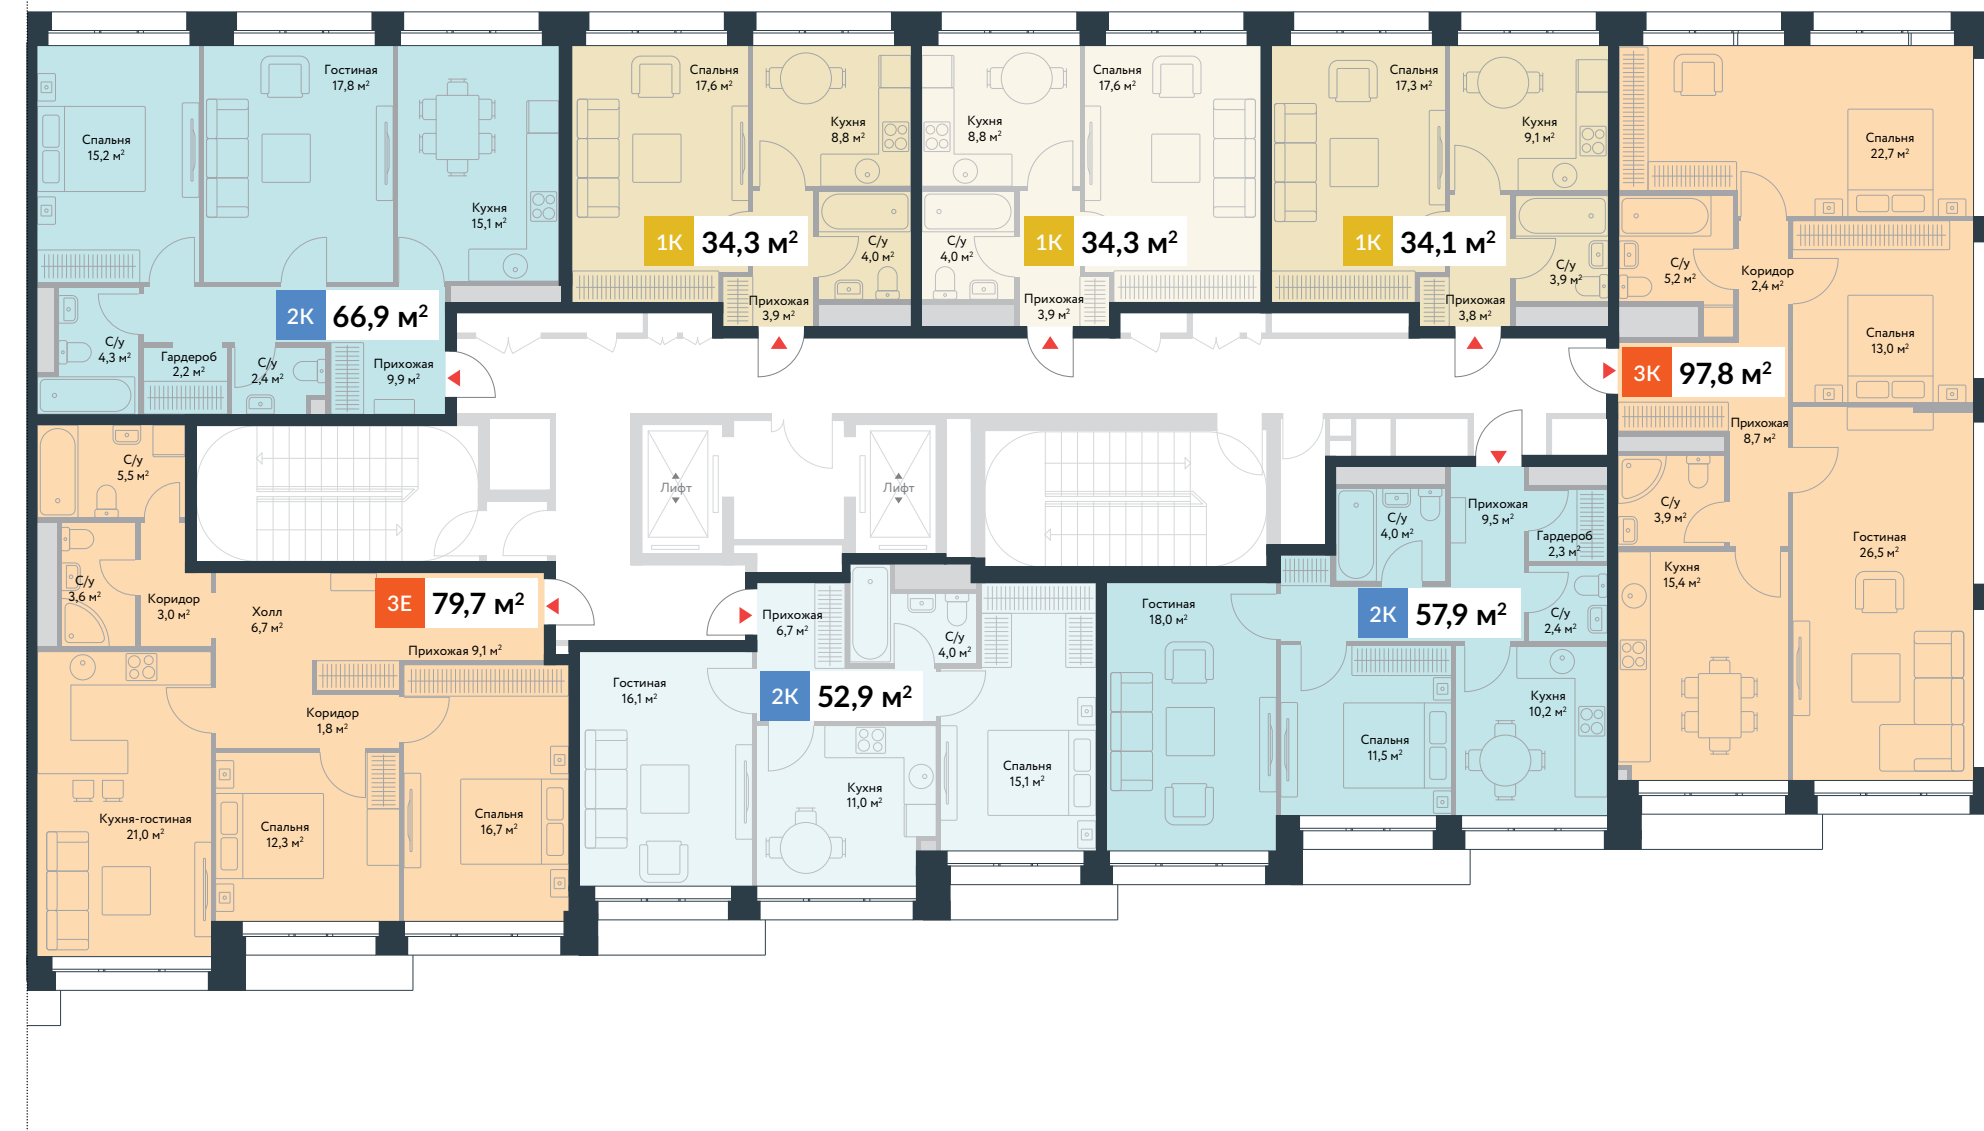 Спальня
15,2 м²
Гостиная
17,8 м²
Кухня
15,1 м²
2К 66,9 м²
С/у
4,3 м²
Гардероб
2,2 м²
С/у
2,4 м²
Прихожая
9,9 м²
Спальня
17,6 м²
Кухня
8,8 м²
1К 34,3 м²
С/у
4,0 м²
Прихожая
3,9 м²
Кухня
8,8 м²
Спальня
17,6 м²
С/у
4,0 м²
1К 34,3 м²
Прихожая
3,9 м²
Спальня
17,3 м²
Кухня
9,1 м²
1К 34,1 м²
С/у
3,9 м²
Прихожая
3,8 м²
Спальня
22,7 м²
С/у
5,2 м²
Коридор
2,4 м²
Спальня
13,0 м²
3К 97,8 м²
Прихожая
8,7 м²
С/у
3,9 м²
Гостиная
26,5 м²
Кухня
15,4 м²
Лифт
Лифт
С/у
5,5 м²
С/у
3,6 м²
Коридор
3,0 м²
Холл
6,7 м²
3Е 79,7 м²
Прихожая 9,1 м²
Коридор
1,8 м²
Кухня-гостиная
21,0 м²
Спальня
12,3 м²
Спальня
16,7 м²
Прихожая
6,7 м²
С/у
4,0 м²
Гостиная
16,1 м²
2К 52,9 м²
Кухня
11,0 м²
Спальня
15,1 м²
С/у
4,0 м²
Прихожая
9,5 м²
Гардероб
2,3 м²
Гостиная
18,0 м²
2К 57,9 м²
С/у
2,4 м²
Спальня
11,5 м²
Кухня
10,2 м²